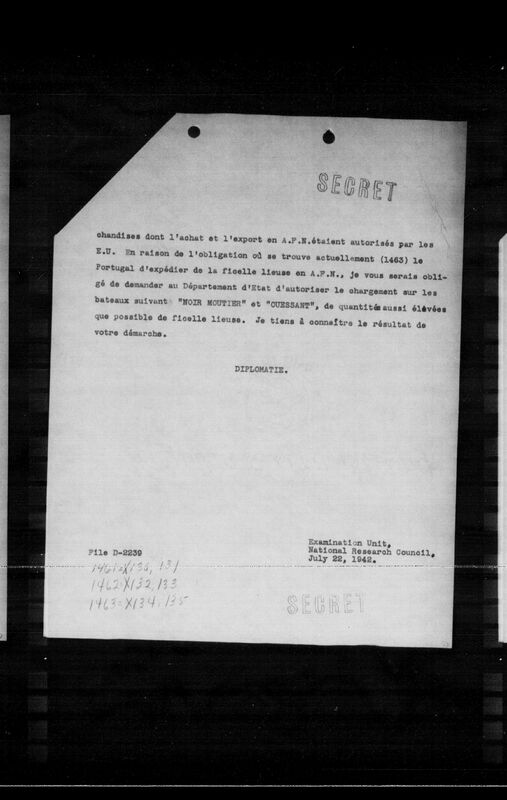 SECRET
chandises dont l'achat et l'export en A.F.N.étaient autorisés par les
E.U. En raison de l'obligation où se trouve actuellement (1463) le
Portugal d'expédier de la ficelle lieuse en A.F.N., je vous serais obli-
gé de demander au Département d'Etat d'autoriser le chargement sur les
bateaux suivant "NOIR MOUTIER" et "OUESSANT", de quantités aussi élevées
que possible de ficelle lieuse. Je tiens à connaître le résultat de
votre démarche.
DIPLOMATIE.
Examination Unit,
National Research Council,
July 22, 1942.
File D-2239
131
1462=X132,133
1463=X134,135
SECRET